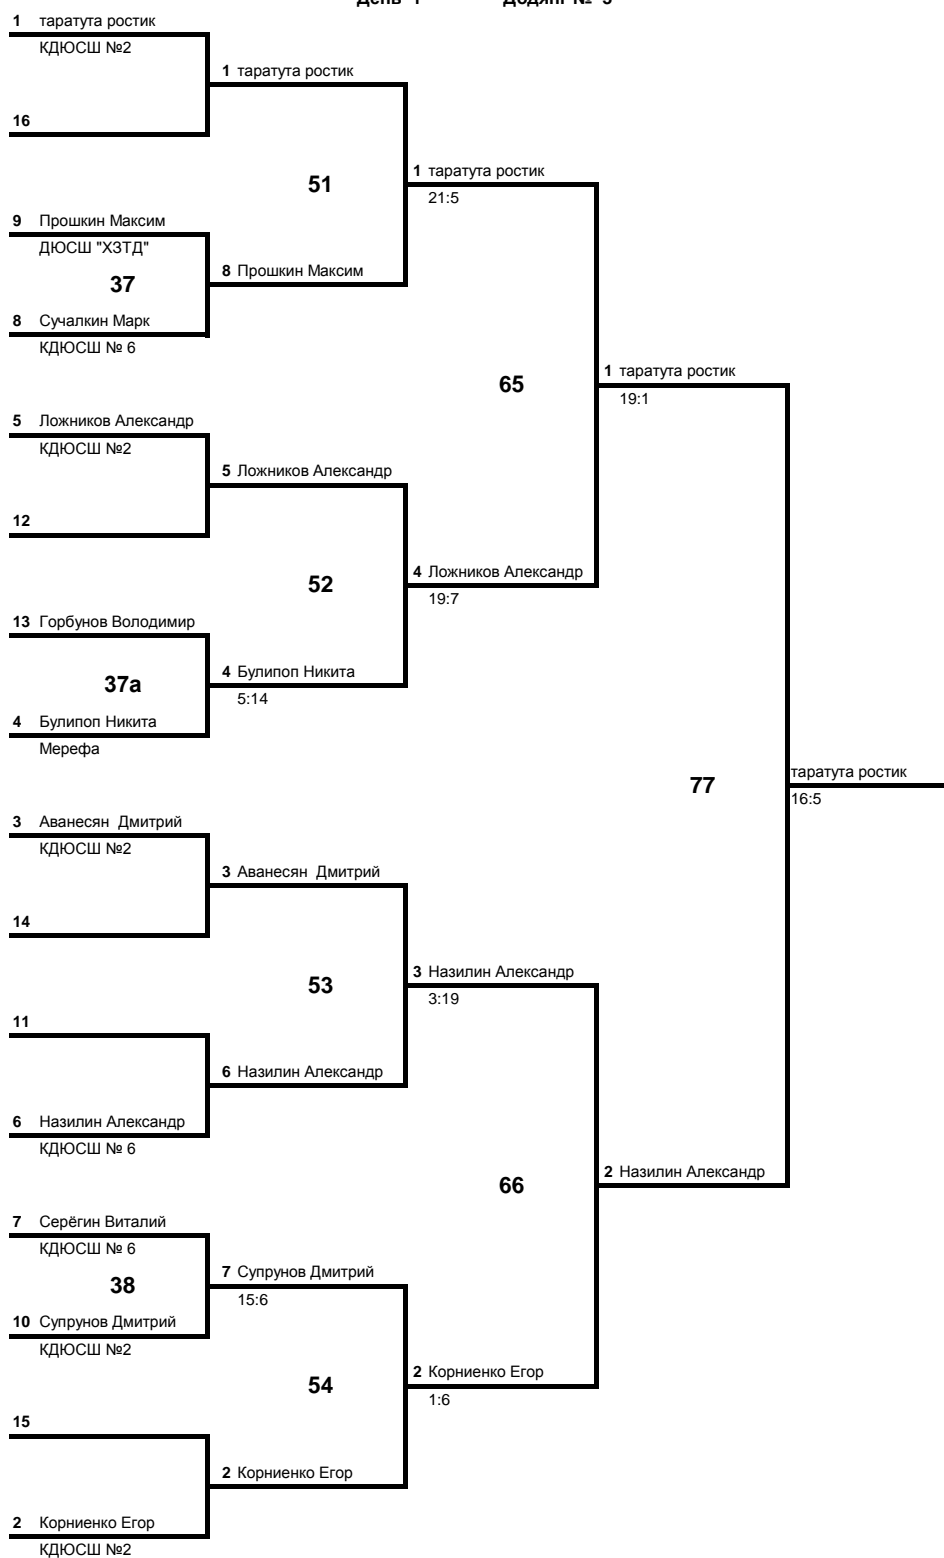 1 таратута ростик
КДЮСШ №2
1 таратута ростик
16
51
1 таратута ростик
21:5
9 Прошкин Максим
ДЮСШ "ХЗТД"
37
8 Прошкин Максим
8 Сучалкин Марк
КДЮСШ № 6
65
1 таратута ростик
19:1
5 Ложников Александр
КДЮСШ №2
5 Ложников Александр
12
52
4 Ложников Александр
19:7
13 Горбунов Володимир
37а
4 Булипоп Никита
5:14
4 Булипоп Никита
Мерефа
77
таратута ростик
16:5
3 Аванесян Дмитрий
КДЮСШ №2
3 Аванесян Дмитрий
14
53
3 Назилин Александр
3:19
11
6 Назилин Александр
6 Назилин Александр
КДЮСШ № 6
66
2 Назилин Александр
7 Серёгин Виталий
КДЮСШ № 6
38
7 Супрунов Дмитрий
15:6
10 Супрунов Дмитрий
КДЮСШ №2
54
2 Корниенко Егор
1:6
15
2 Корниенко Егор
2 Корниенко Егор
КДЮСШ №2